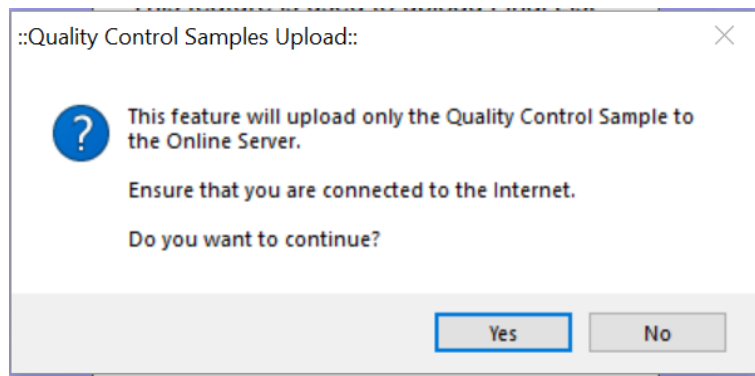 ::Quality Control Samples Upload::
?
This feature will upload only the Quality Control Sample to
the Online Server.
Ensure that you are connected to the Internet.
Do you want to continue?
Yes
No